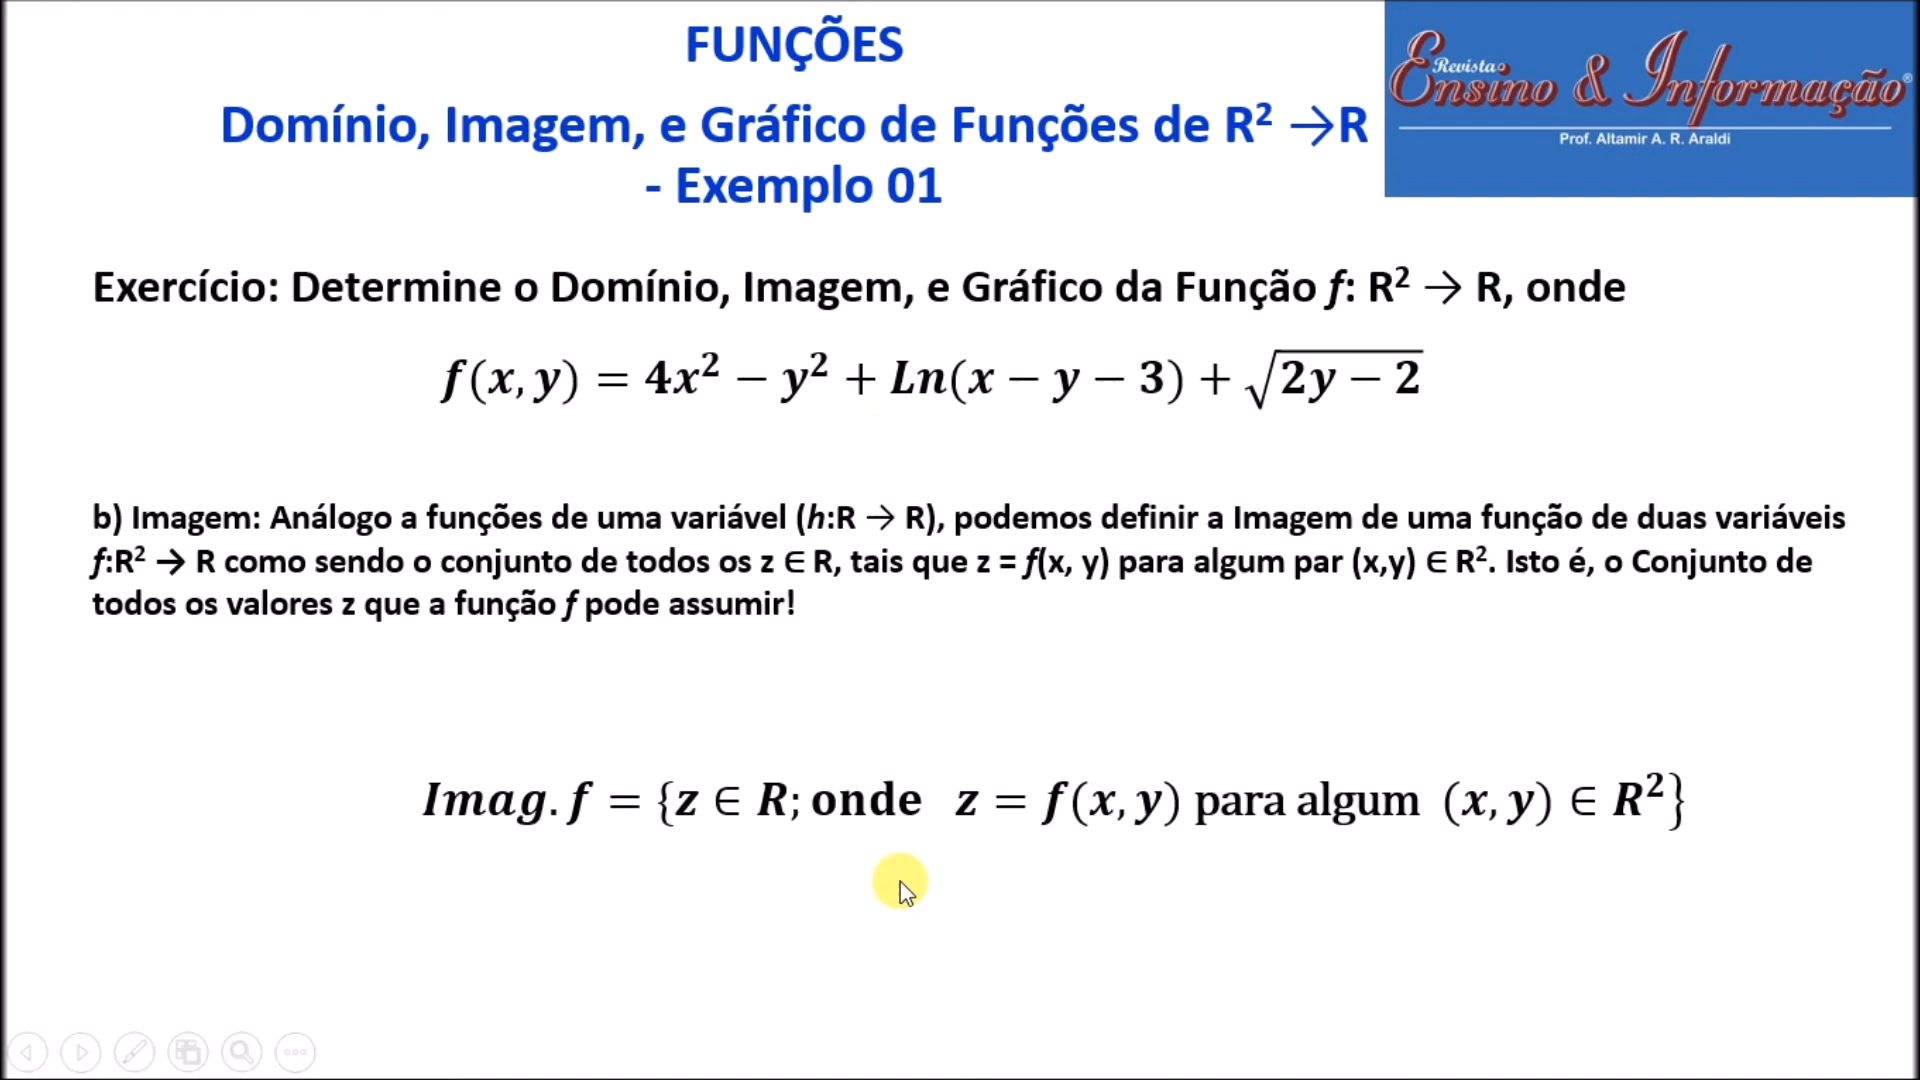 FUNÇÕES
Domínio, Imagem, e Gráfico de Funções de R² →R
- Exemplo 01
Revista
Ensino & Informação®
Prof. Altamir A. R. Araldi
Exercício: Determine o Domínio, Imagem, e Gráfico da Função f: R² → R, onde
f(x, y) = 4x² − y² + Ln(x − y − 3) + √(2y − 2)
b) Imagem: Análogo a funções de uma variável (h:R → R), podemos definir a Imagem de uma função de duas variáveis
f:R² → R como sendo o conjunto de todos os z ∈ R, tais que z = f(x, y) para algum par (x,y) ∈ R². Isto é, o Conjunto de
todos os valores z que a função f pode assumir!
Imag. f = {z ∈ R; onde z = f(x, y) para algum (x, y) ∈ R²}